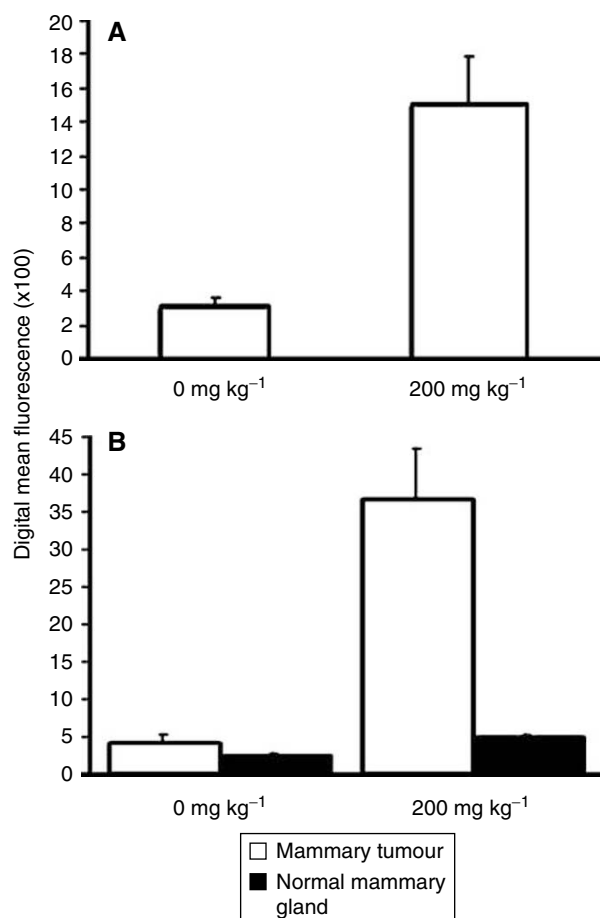 Digital mean fluorescence (x100)
A
20
18
16
14
12
10
8
6
4
2
0
0 mg kg⁻¹ 200 mg kg⁻¹
B
45
40
35
30
25
20
15
10
5
0
0 mg kg⁻¹ 200 mg kg⁻¹
Mammary tumour
Normal mammary
gland